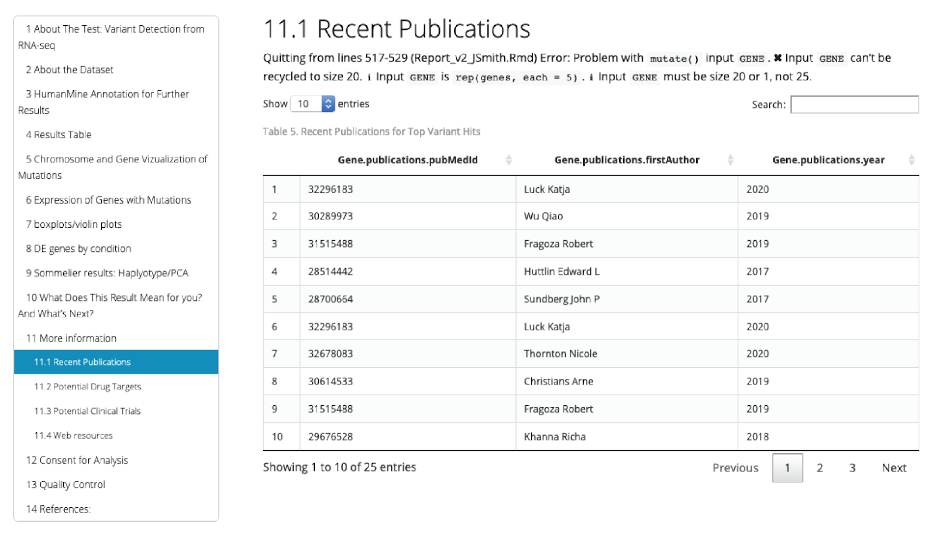 1 About The Test: Variant Detection from
RNA-seq
2 About the Dataset
3 HumanMine Annotation for Further
Results
4 Results Table
5 Chromosome and Gene Vizualization of
Mutations
6 Expression of Genes with Mutations
7 boxplots/violin plots
8 DE genes by condition
9 Sommelier results: Haplyotype/PCA
10 What Does This Result Mean for you?
And What's Next?
11 More information
11.1 Recent Publications
11.2 Potential Drug Targets
11.3 Potential Clinical Trials
11.4 Web resources
12 Consent for Analysis
13 Quality Control
14 References:
11.1 Recent Publications
Quitting from lines 517-529 (Report_v2_JSmith.Rmd) Error: Problem with mutate() input GENE. ✖ Input GENE can't be
recycled to size 20. ℹ Input GENE is rep(genes, each = 5). ℹ Input GENE must be size 20 or 1, not 25.
Show 10 entries Search:
Table 5. Recent Publications for Top Variant Hits
Gene.publications.pubMedId Gene.publications.firstAuthor Gene.publications.year
1 32296183 Luck Katja 2020
2 30289973 Wu Qiao 2019
3 31515488 Fragoza Robert 2019
4 28514442 Huttlin Edward L 2017
5 28700664 Sundberg John P 2017
6 32296183 Luck Katja 2020
7 32678083 Thornton Nicole 2020
8 30614533 Christians Arne 2019
9 31515488 Fragoza Robert 2019
10 29676528 Khanna Richa 2018
Showing 1 to 10 of 25 entries Previous 1 2 3 Next